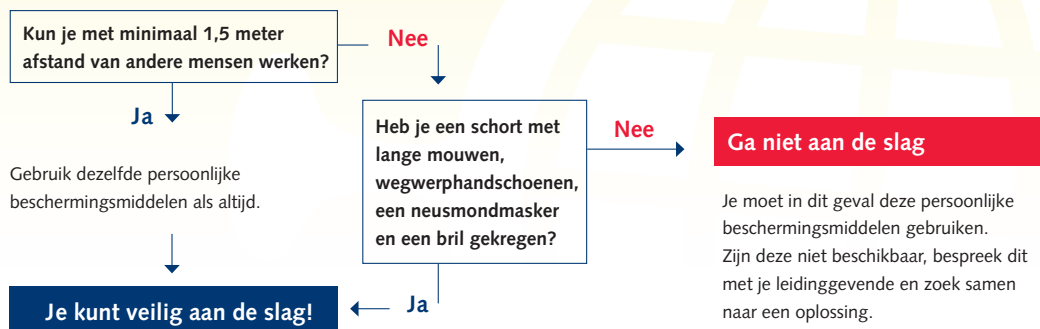 Kun je met minimaal 1,5 meter
afstand van andere mensen werken?
Nee
Ja
Gebruik dezelfde persoonlijke
beschermingsmiddelen als altijd.
Heb je een schort met
lange mouwen,
wegwerphandschoenen,
een neusmondmasker
en een bril gekregen?
Nee
Ga niet aan de slag
Je moet in dit geval deze persoonlijke
beschermingsmiddelen gebruiken.
Zijn deze niet beschikbaar, bespreek dit
met je leidinggevende en zoek samen
naar een oplossing.
Ja
Je kunt veilig aan de slag!